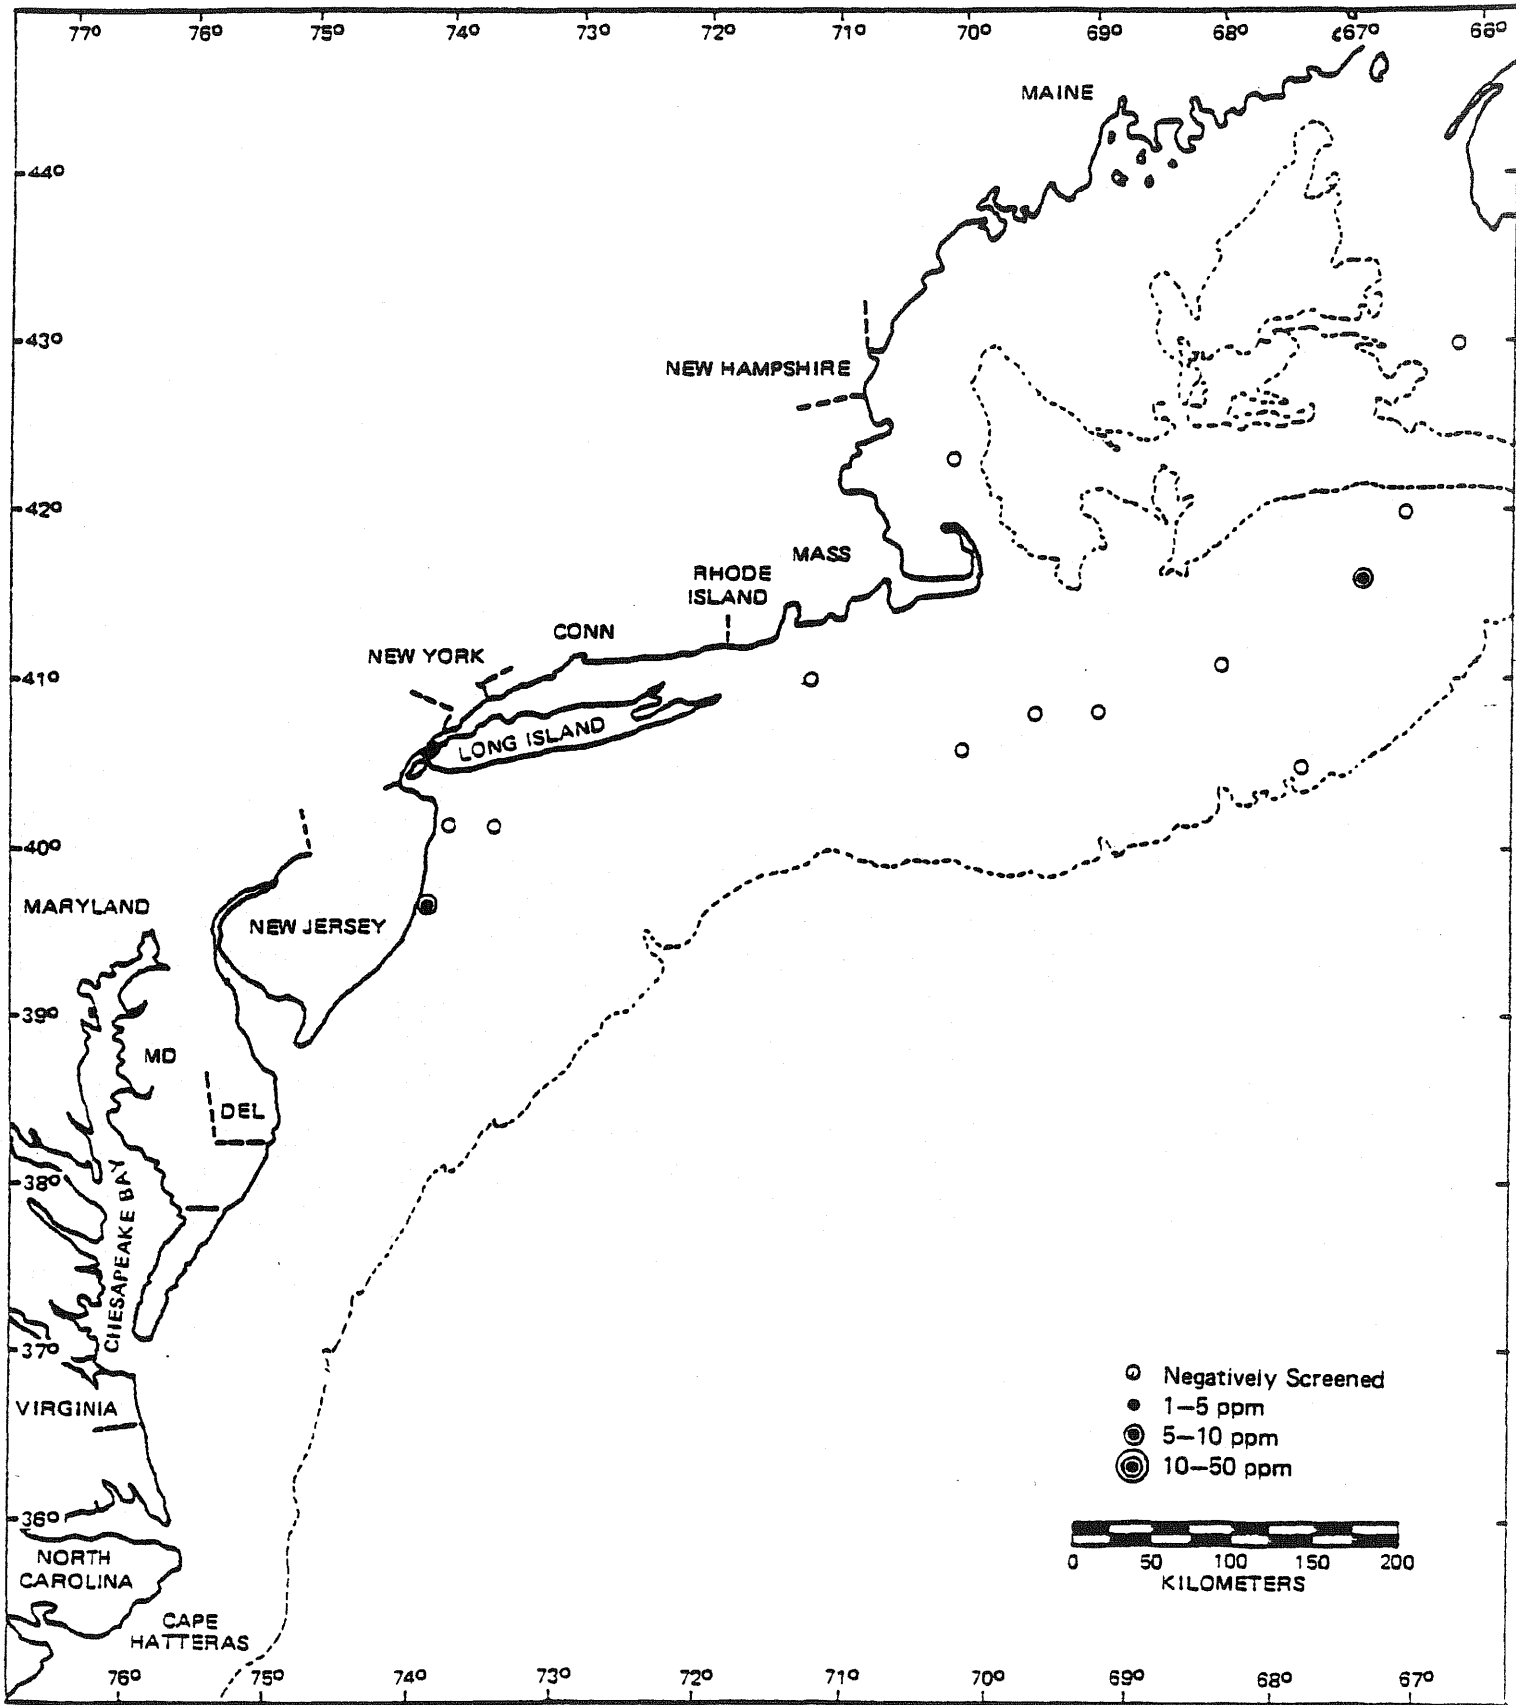 77° 76° 75° 74° 73° 72° 71° 70° 69° 68° 67° 66°
MAINE
44°
43°
NEW HAMPSHIRE
42°
MASS
RHODE
ISLAND
CONN
NEW YORK
41°
LONG ISLAND
40°
MARYLAND
NEW JERSEY
39°
MD
DEL
38°
CHESAPEAKE BAY
37°
Negatively Screened
VIRGINIA
1–5 ppm
5–10 ppm
10–50 ppm
36°
0 50 100 150 200
KILOMETERS
NORTH
CAROLINA
CAPE
HATTERAS
76° 75° 74° 73° 72° 71° 70° 69° 68° 67°